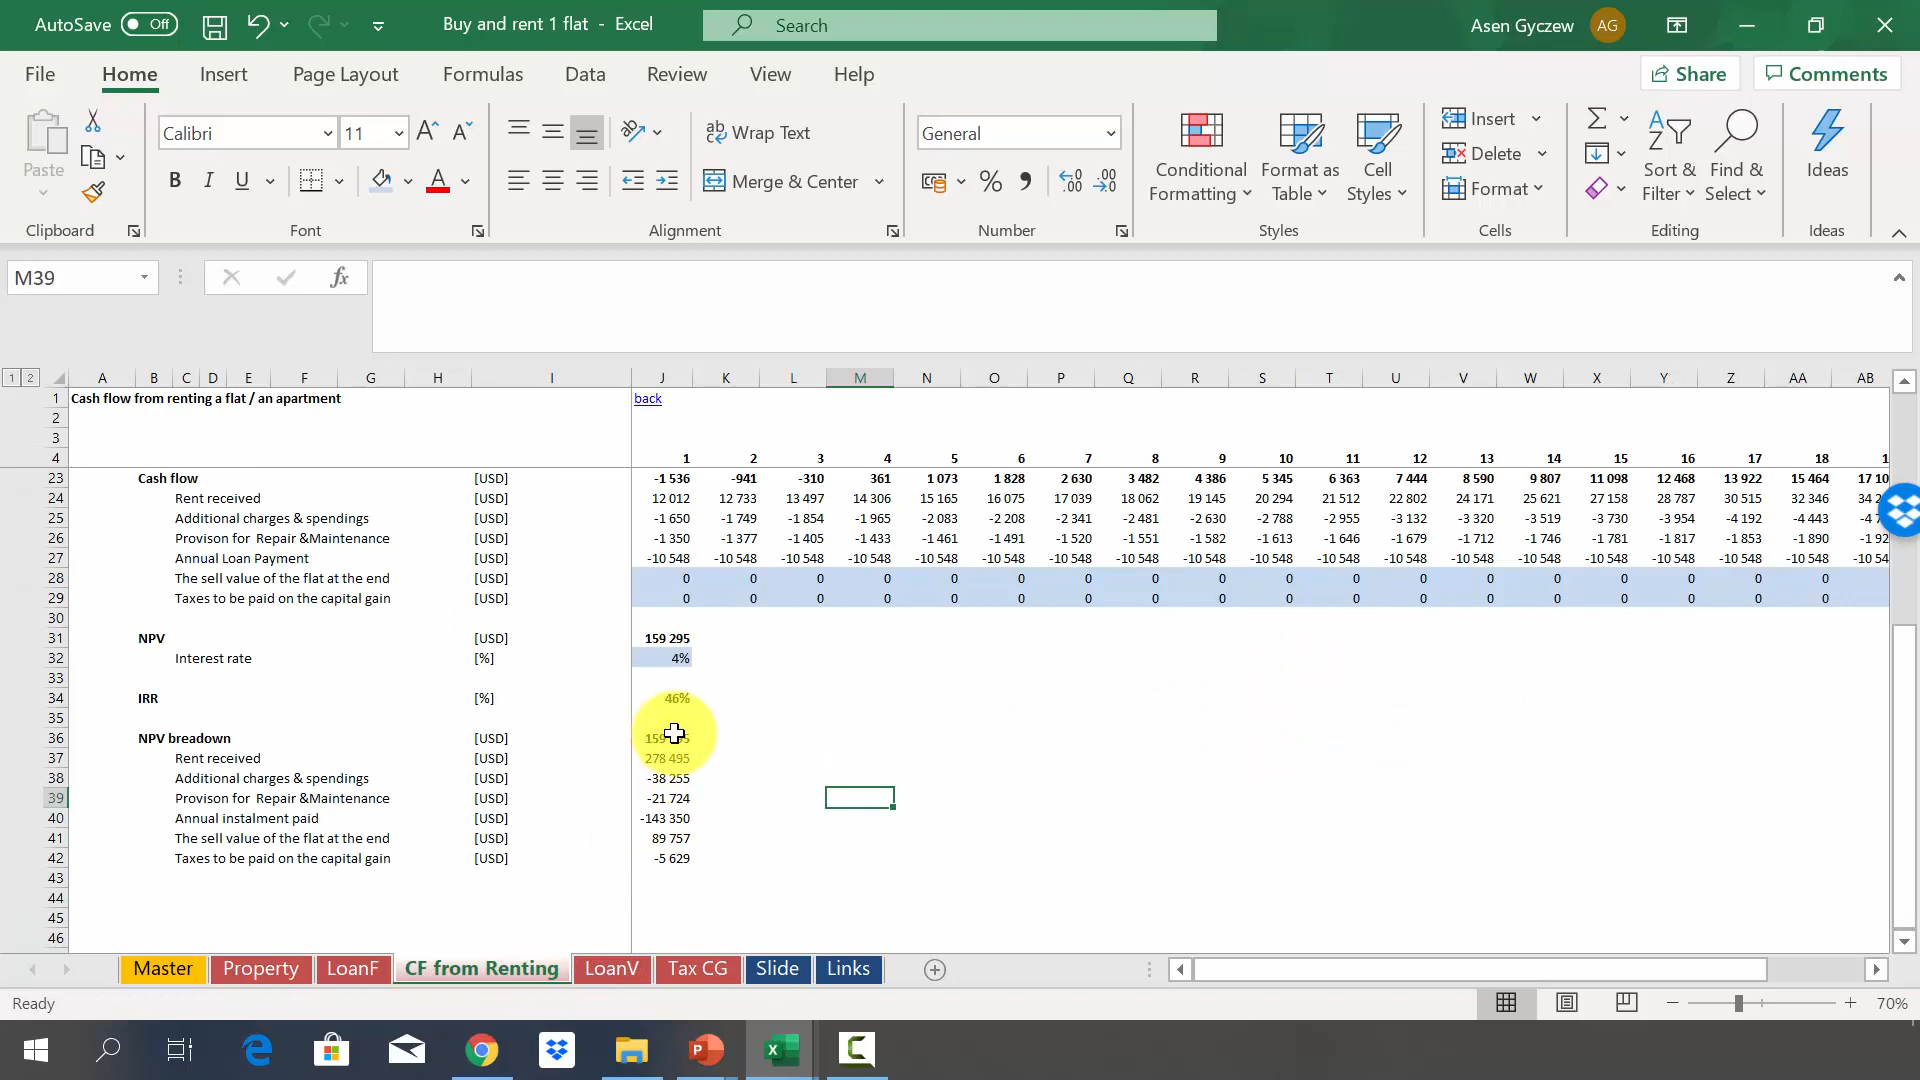 AutoSave Off Buy and rent 1 flat - Excel Search Asen Gyczew AG
File Home Insert Page Layout Formulas Data Review View Help Share Comments
Calibri 11 Wrap Text General Insert
Paste Merge & Center Conditional Formatting Format as Table Cell Styles Delete Format Sort & Filter Find & Select Ideas
Clipboard Font Alignment Number Styles Cells Editing Ideas
M39 fx
1 2 A B C D E F G H I J K L M N O P Q R S T U V W X Y Z AA AB
1 Cash flow from renting a flat / an apartment back
2
3
4 1 2 3 4 5 6 7 8 9 10 11 12 13 14 15 16 17 18
23 Cash flow [USD] -1 536 -941 -310 361 1 073 1 828 2 630 3 482 4 386 5 345 6 363 7 444 8 590 9 807 11 098 12 468 13 922 15 464 17 10
24 Rent received [USD] 12 012 12 733 13 497 14 306 15 165 16 075 17 039 18 062 19 145 20 294 21 512 22 802 24 171 25 621 27 158 28 787 30 515 32 346
25 Additional charges & spendings [USD] -1 650 -1 749 -1 854 -1 965 -2 083 -2 208 -2 341 -2 481 -2 630 -2 788 -2 955 -3 132 -3 320 -3 519 -3 730 -3 954 -4 192 -4 443
26 Provison for Repair &Maintenance [USD] -1 350 -1 377 -1 405 -1 433 -1 461 -1 491 -1 520 -1 551 -1 582 -1 613 -1 646 -1 679 -1 712 -1 746 -1 781 -1 817 -1 853 -1 890 -1 92
27 Annual Loan Payment [USD] -10 548 -10 548 -10 548 -10 548 -10 548 -10 548 -10 548 -10 548 -10 548 -10 548 -10 548 -10 548 -10 548 -10 548 -10 548 -10 548 -10 548 -10 548 -10 54
28 The sell value of the flat at the end [USD] 0 0 0 0 0 0 0 0 0 0 0 0 0 0 0 0 0 0
29 Taxes to be paid on the capital gain [USD] 0 0 0 0 0 0 0 0 0 0 0 0 0 0 0 0 0 0
30
31 NPV [USD] 159 295
32 Interest rate [%] 4%
33
34 IRR [%] 46%
35
36 NPV breadown [USD]
37 Rent received [USD] 278 495
38 Additional charges & spendings [USD] -38 255
39 Provison for Repair &Maintenance [USD] -21 724
40 Annual instalment paid [USD] -143 350
41 The sell value of the flat at the end [USD] 89 757
42 Taxes to be paid on the capital gain [USD] -5 629
43
44
45
46
Master Property LoanF CF from Renting LoanV Tax CG Slide Links
Ready 70%